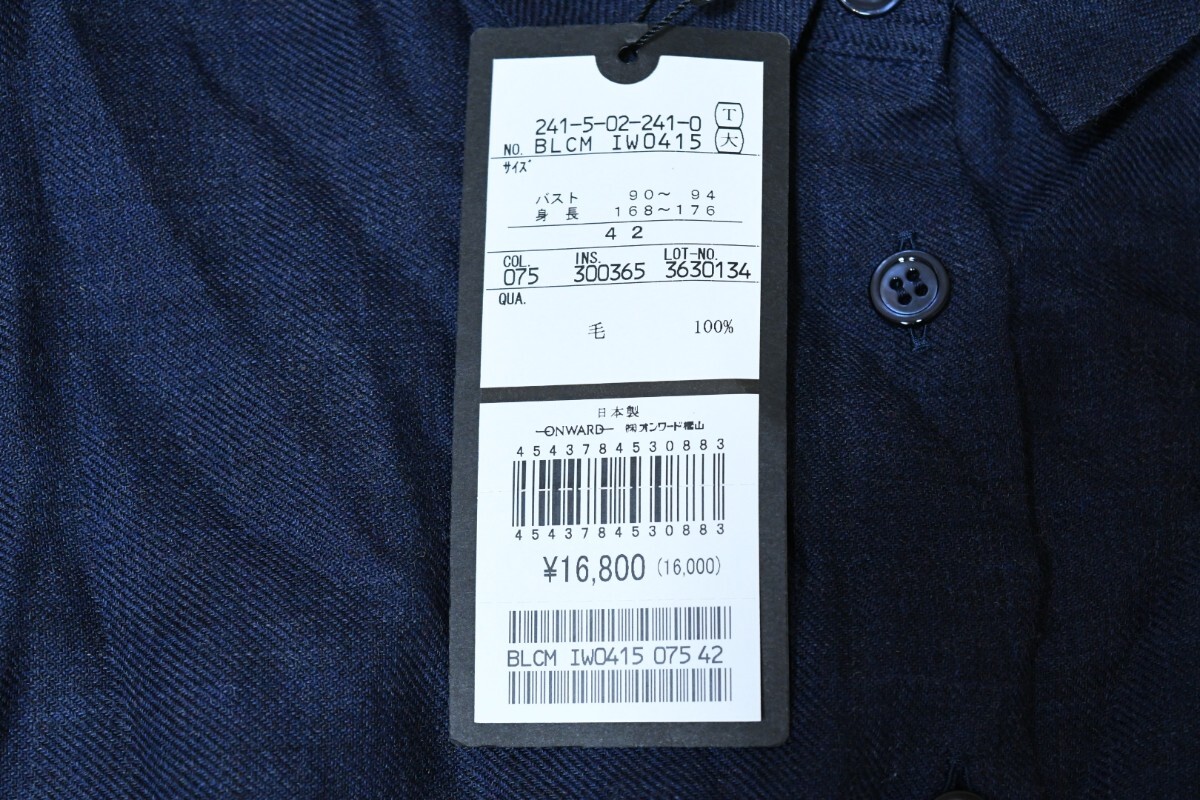 241-5-02-241-0 T
NO. BLCM IW0415 大
サイズ
バスト 90～ 94
身 長 168～176
42
COL. INS. LOT-NO.
075 300365 3630134
QUA.
毛 100%
日本製
ONWARD ㈱オンワード樫山
4543784530883
4543784530883
¥16,800 (16,000)
BLCM IW0415 075 42